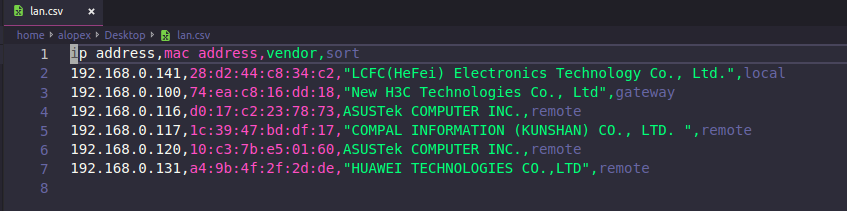 lan.csv ×
home › alopex › Desktop › lan.csv
1 ip address,mac address,vendor,sort
2 192.168.0.141,28:d2:44:c8:34:c2,"LCFC(HeFei) Electronics Technology Co., Ltd.",local
3 192.168.0.100,74:ea:c8:16:dd:18,"New H3C Technologies Co., Ltd",gateway
4 192.168.0.116,d0:17:c2:23:78:73,ASUSTek COMPUTER INC.,remote
5 192.168.0.117,1c:39:47:bd:df:17,"COMPAL INFORMATION (KUNSHAN) CO., LTD. ",remote
6 192.168.0.120,10:c3:7b:e5:01:60,ASUSTek COMPUTER INC.,remote
7 192.168.0.131,a4:9b:4f:2f:2d:de,"HUAWEI TECHNOLOGIES CO.,LTD",remote
8